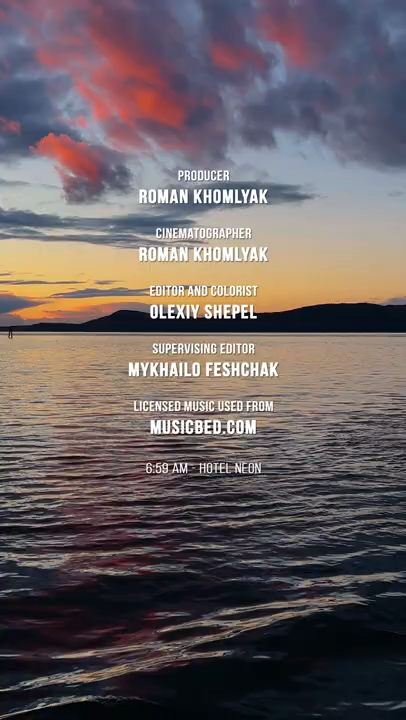 PRODUCER
ROMAN KHOMLYAK
CINEMATOGRAPHER
ROMAN KHOMLYAK
EDITOR AND COLORIST
OLEXIY SHEPEL
SUPERVISING EDITOR
MYKHAILO FESHCHAK
LICENSED MUSIC USED FROM
MUSICBED.COM
6:59 AM - HOTEL NEON